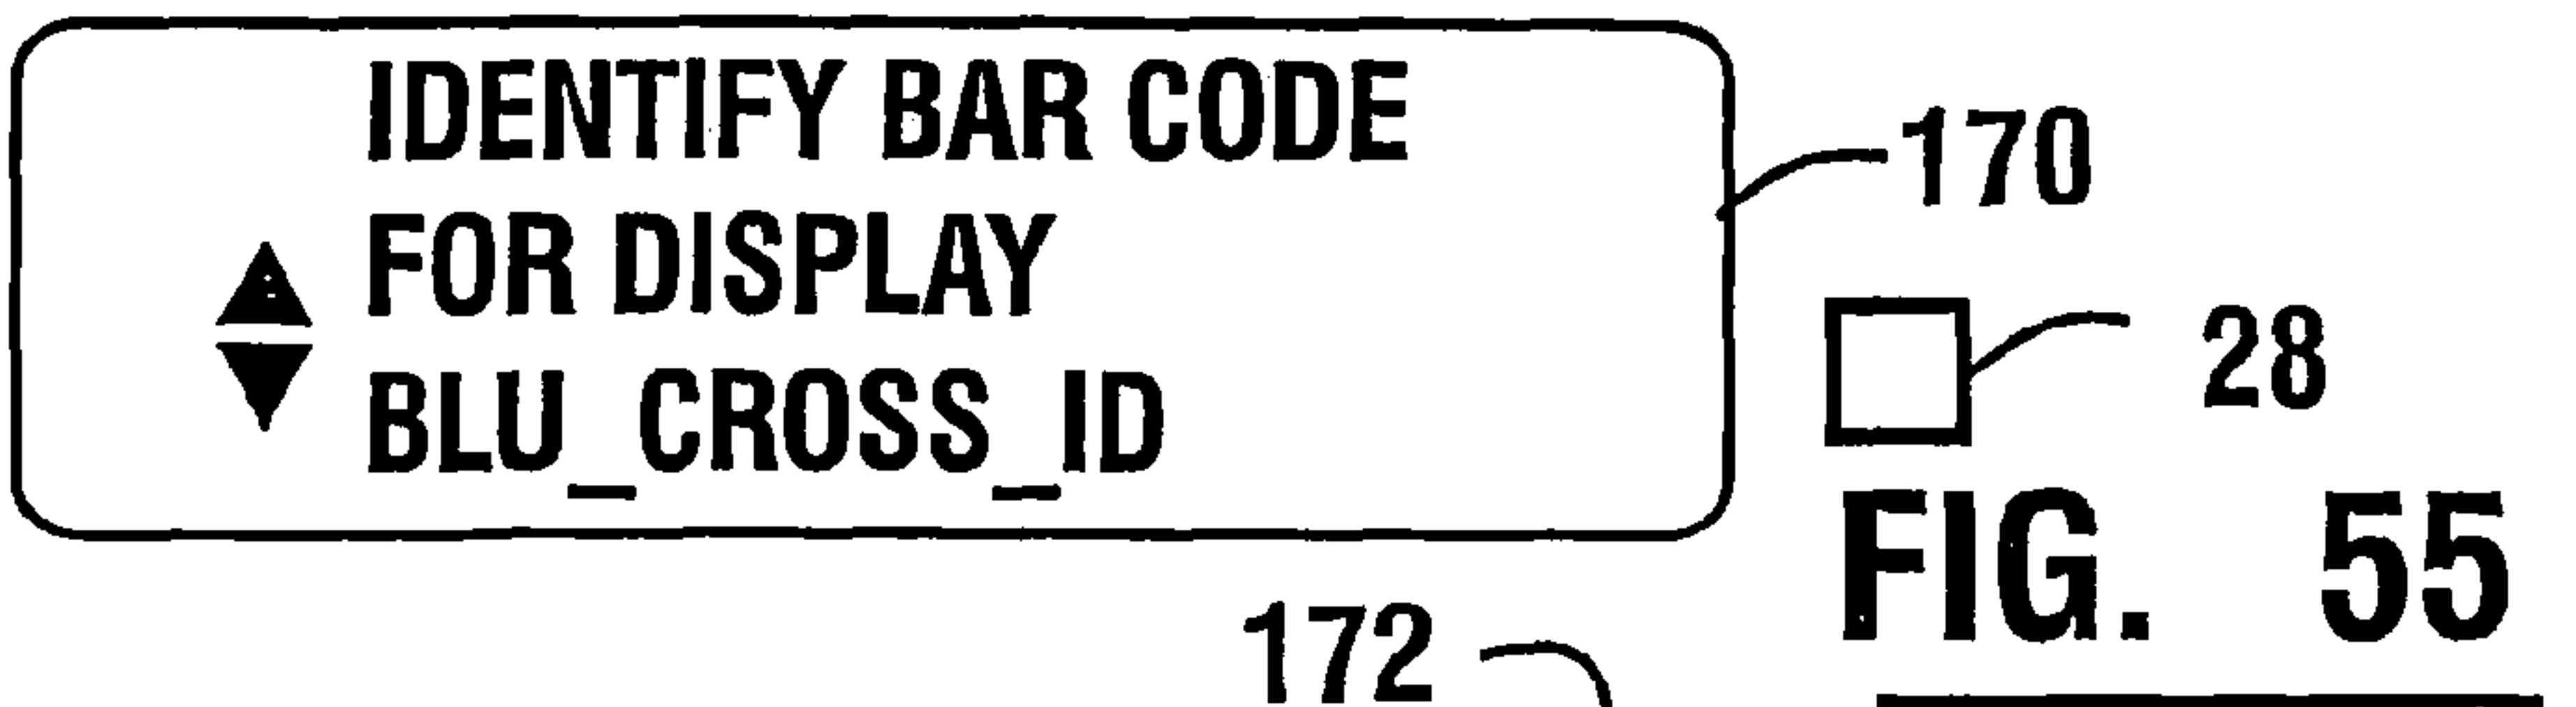 IDENTIFY BAR CODE
FOR DISPLAY
BLU_CROSS_ID
170
28
FIG. 55
172